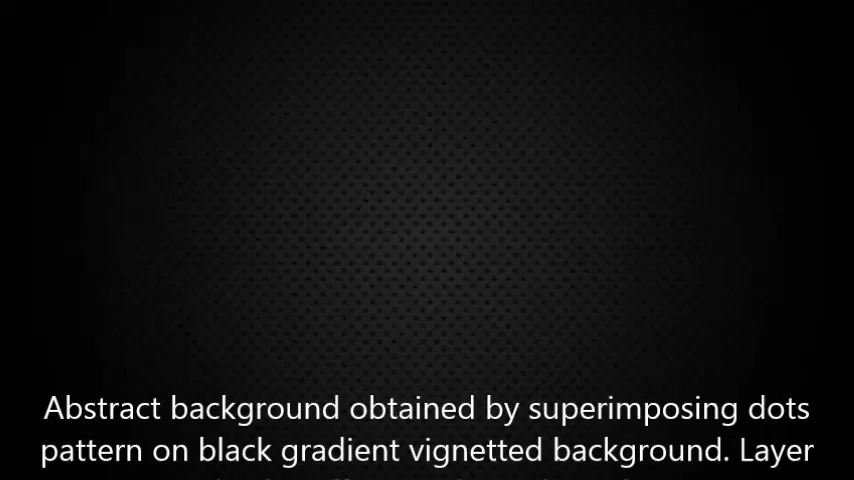 Abstract background obtained by superimposing dots
pattern on black gradient vignetted background. Layer